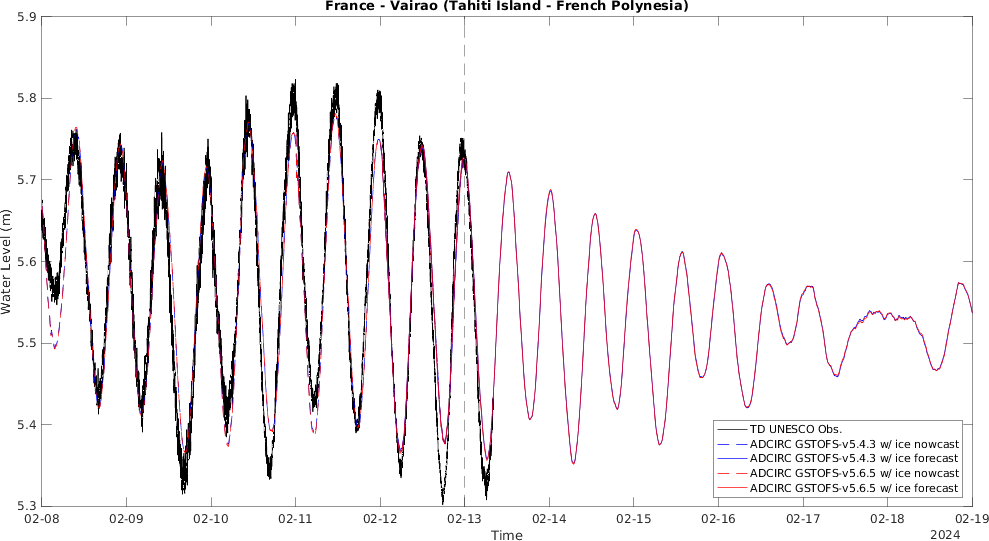 France - Vairao (Tahiti Island - French Polynesia)
5.9
5.8
5.7
5.6
5.5
5.4
5.3
Water Level (m)
02-08
02-09
02-10
02-11
02-12
02-13
02-14
02-15
02-16
02-17
02-18
02-19
Time
2024
TD UNESCO Obs.
ADCIRC GSTOFS-v5.4.3 w/ ice nowcast
ADCIRC GSTOFS-v5.4.3 w/ ice forecast
ADCIRC GSTOFS-v5.6.5 w/ ice nowcast
ADCIRC GSTOFS-v5.6.5 w/ ice forecast